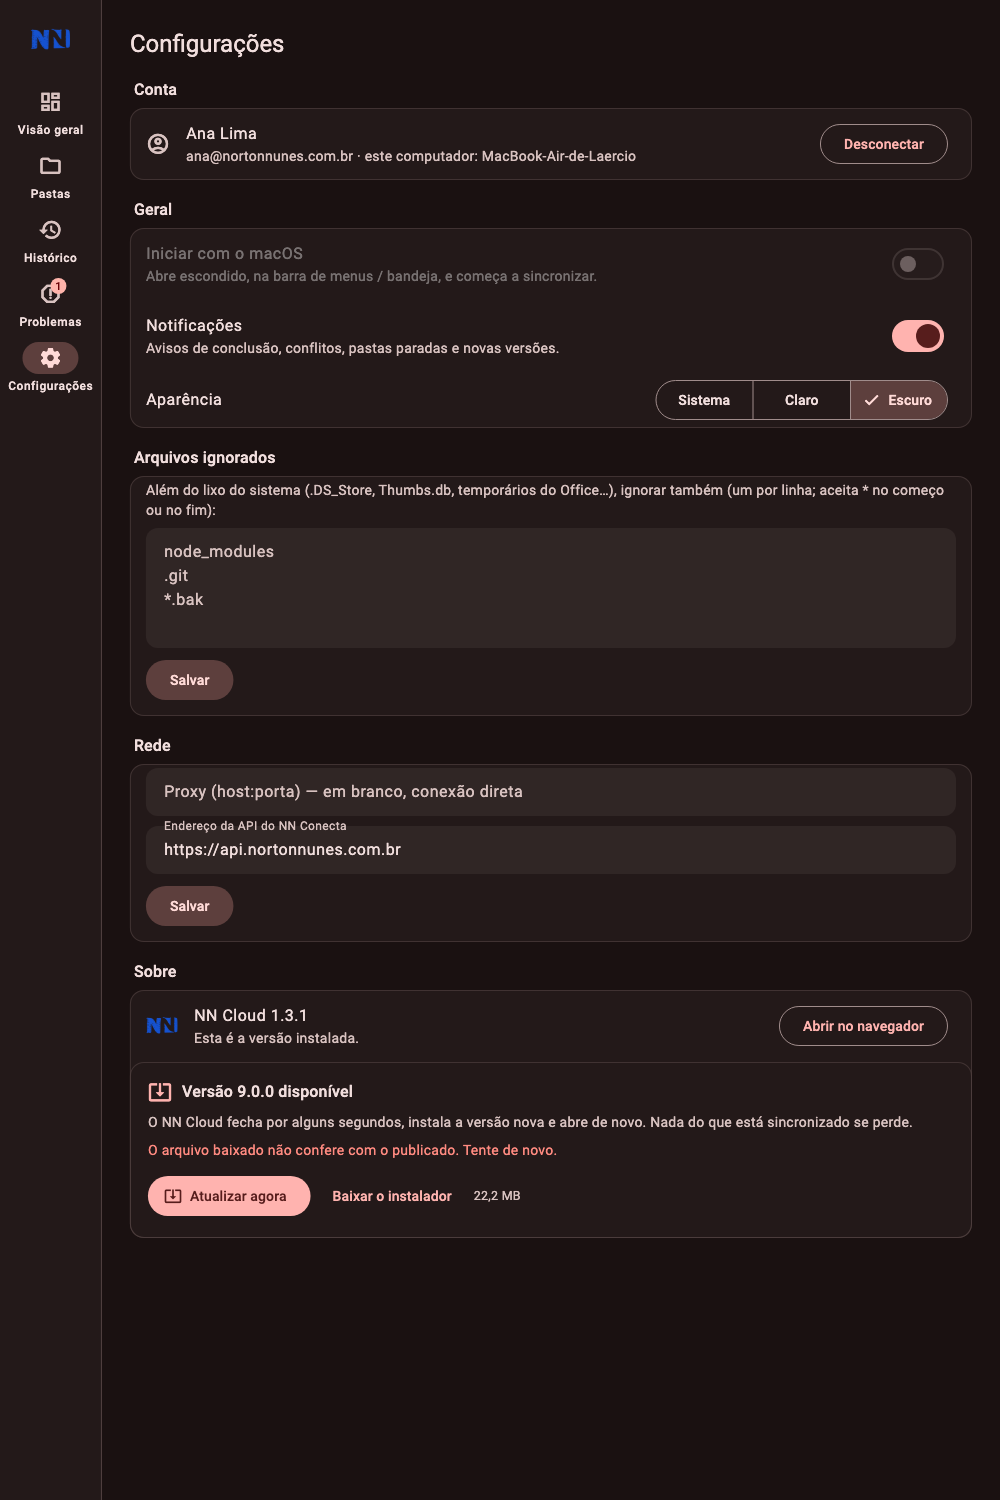 NN
Visão geral
Pastas
Histórico
1
Problemas
Configurações
Configurações
Conta
Ana Lima
ana@nortonnunes.com.br · este computador: MacBook-Air-de-Laercio
Desconectar
Geral
Iniciar com o macOS
Abre escondido, na barra de menus / bandeja, e começa a sincronizar.
Notificações
Avisos de conclusão, conflitos, pastas paradas e novas versões.
Aparência
Sistema
Claro
Escuro
Arquivos ignorados
Além do lixo do sistema (.DS_Store, Thumbs.db, temporários do Office…), ignorar também (um por linha; aceita * no começo
ou no fim):
node_modules
.git
*.bak
Salvar
Rede
Proxy (host:porta) — em branco, conexão direta
Endereço da API do NN Conecta
https://api.nortonnunes.com.br
Salvar
Sobre
NN
NN Cloud 1.3.1
Esta é a versão instalada.
Abrir no navegador
Versão 9.0.0 disponível
O NN Cloud fecha por alguns segundos, instala a versão nova e abre de novo. Nada do que está sincronizado se perde.
O arquivo baixado não confere com o publicado. Tente de novo.
Atualizar agora
Baixar o instalador
22,2 MB